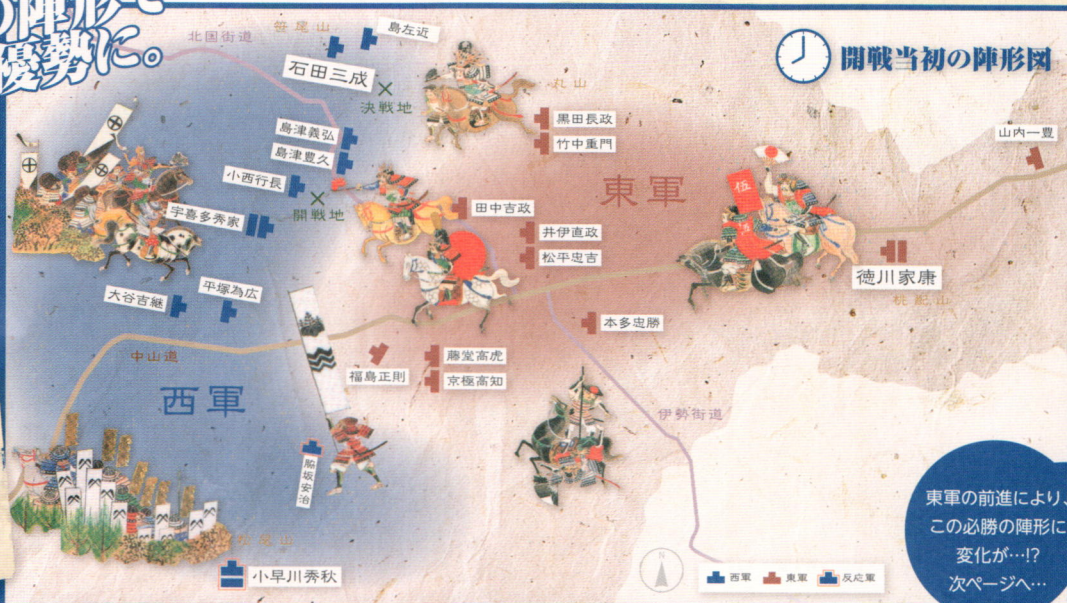 の陣形で
優勢に。
開戦当初の陣形図
北国街道
笹尾山
島左近
石田三成
決戦地
丸山
黒田長政
竹中重門
山内一豊
島津義弘
島津豊久
小西行長
開戦地
宇喜多秀家
東軍
伍
田中吉政
井伊直政
松平忠吉
徳川家康
桃配山
大谷吉継
平塚為広
本多忠勝
中山道
福島正則
藤堂高虎
京極高知
西軍
伊勢街道
脇坂安治
松尾山
小早川秀秋
N
西軍 東軍 反応軍
東軍の前進により、
この必勝の陣形に
変化が…!?
次ページへ…